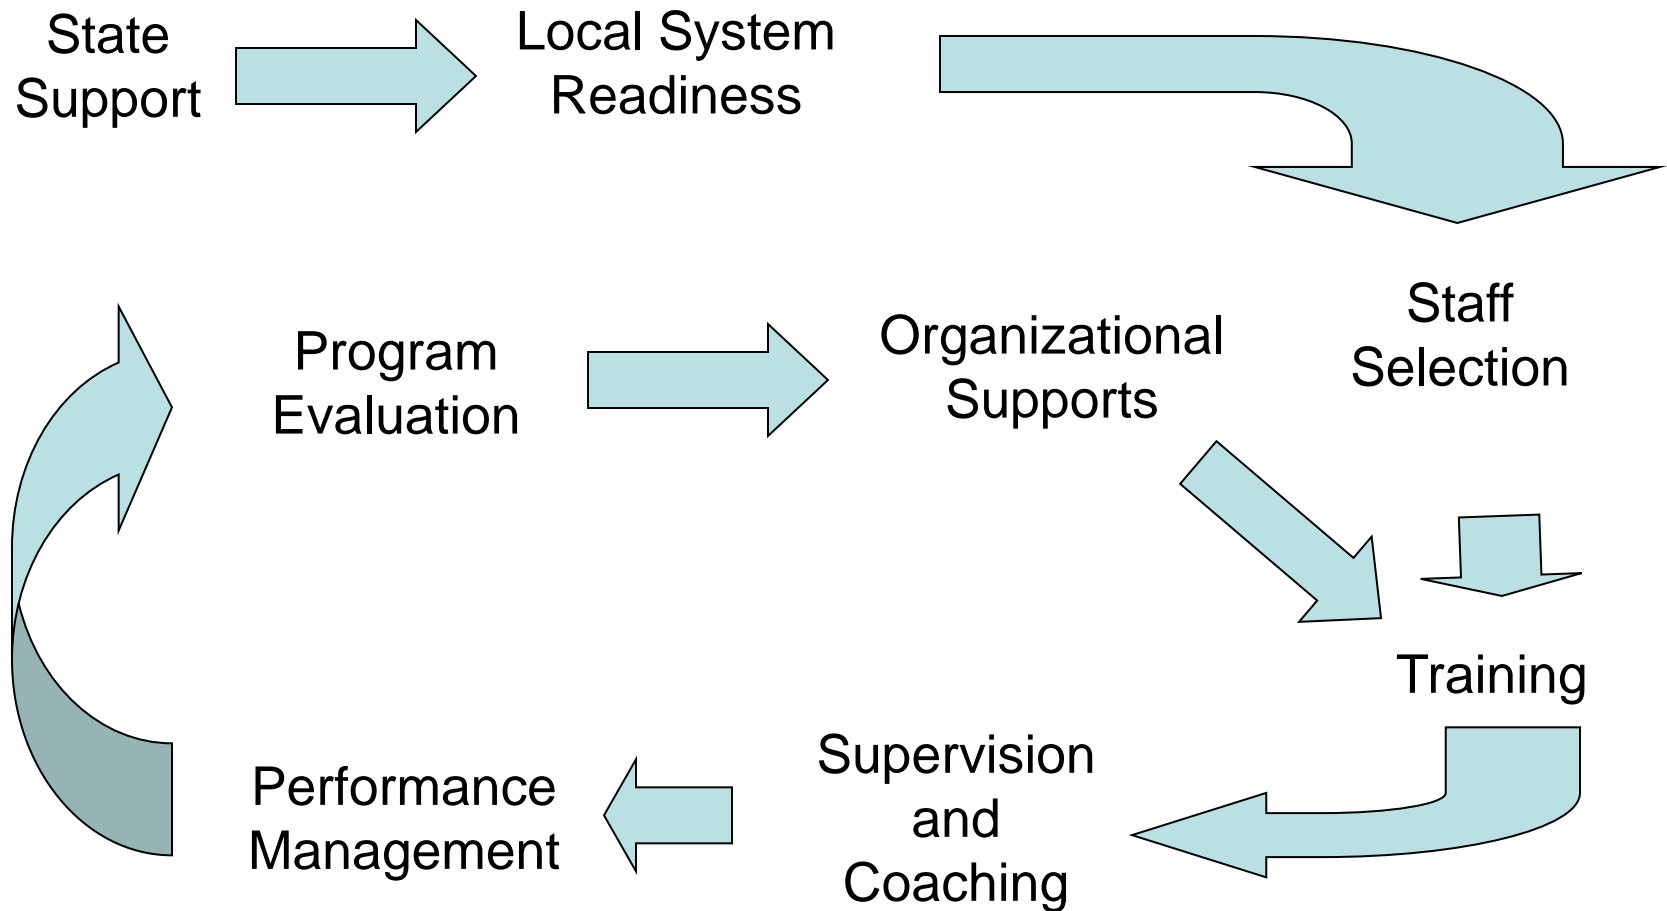 State
Support
Local System
Readiness
Staff
Selection
Program
Evaluation
Organizational
Supports
Training
Supervision
and
Coaching
Performance
Management